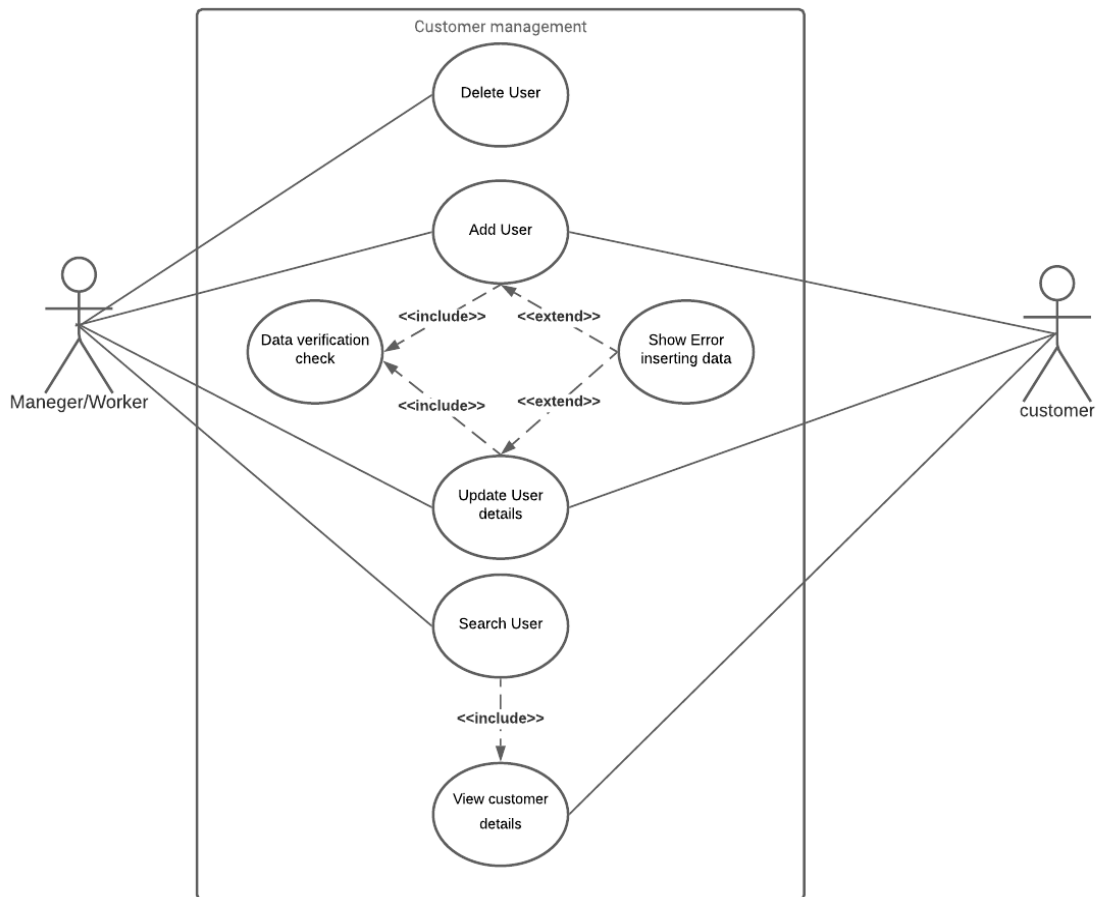 Customer management
Delete User
Add User
<<include>>
<<extend>>
Data verification
check
Show Error
inserting data
Maneger/Worker
customer
<<include>>
<<extend>>
Update User
details
Search User
<<include>>
View customer
details